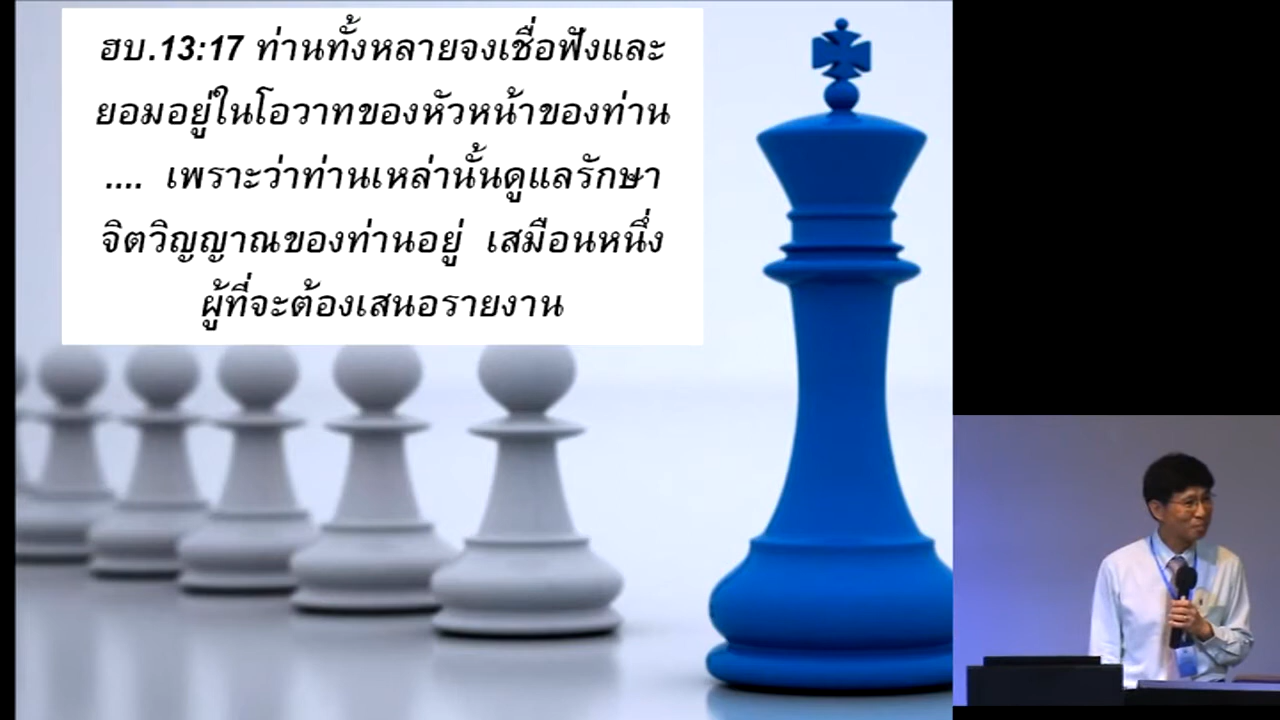 ฮบ.13:17 ท่านทั้งหลายจงเชื่อฟังและ
ยอมอยู่ในโอวาทของหัวหน้าของท่าน
.... เพราะว่าท่านเหล่านั้นดูแลรักษา
จิตวิญญาณของท่านอยู่ เสมือนหนึ่ง
ผู้ที่จะต้องเสนอรายงาน